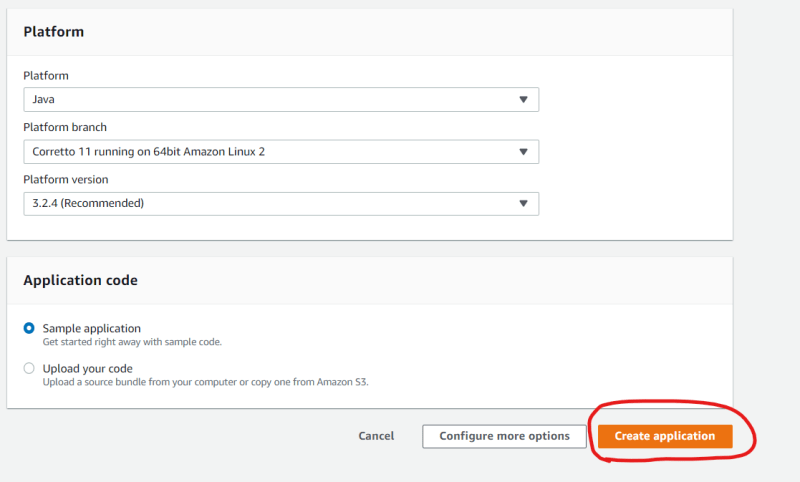 Platform
Platform
Java
Platform branch
Corretto 11 running on 64bit Amazon Linux 2
Platform version
3.2.4 (Recommended)
Application code
Sample application
Get started right away with sample code.
Upload your code
Upload a source bundle from your computer or copy one from Amazon S3.
Cancel
Configure more options
Create application